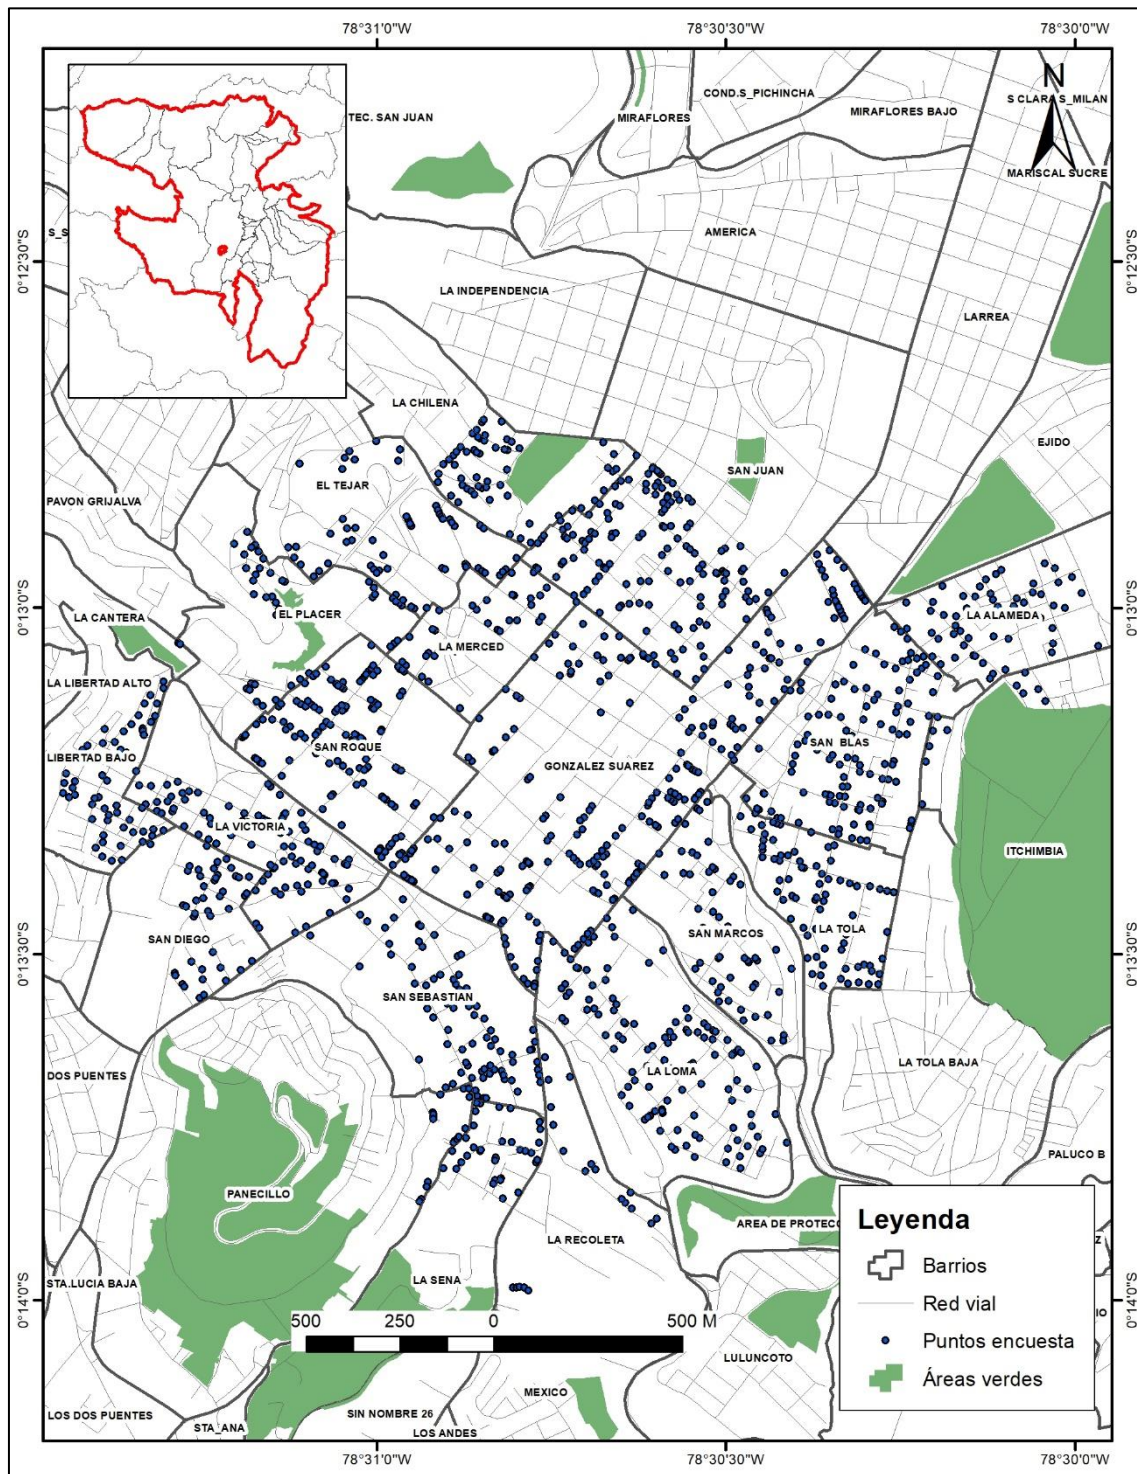 78°31'0"W
78°30'30"W
78°30'0"W
COND.S_PICHINCHA
N
S CLARA S_MILAN
TEC. SAN JUAN
MIRAFLORES
MIRAFLORES BAJO
MARISCAL SUCRE
S_S
AMERICA
0°12'30"S
0°12'30"S
LA INDEPENDENCIA
LARREA
LA CHILENA
EJIDO
EL TEJAR
SAN JUAN
PAVON GRIJALVA
0°13'0"S
0°13'0"S
EL PLACER
LA CANTERA
LA ALAMEDA
LA MERCED
LA LIBERTAD ALTO
SAN ROQUE
SAN BLAS
LIBERTAD BAJO
GONZALEZ SUAREZ
LA VICTORIA
ITCHIMBIA
SAN DIEGO
SAN MARCOS
LA TOLA
0°13'30"S
0°13'30"S
SAN SEBASTIAN
DOS PUENTES
LA LOMA
LA TOLA BAJA
PALUCO B
PANECILLO
AREA DE PROTECC
LA RECOLETA
STA.LUCIA BAJA
LA SENA
0°14'0"S
0°14'0"S
500 250 0 500 M
LULUNCOTO
MEXICO
LOS DOS PUENTES
STA_ANA
SIN NOMBRE 26
LOS ANDES
Leyenda
Barrios
Red vial
Puntos encuesta
Áreas verdes
Z
IO
78°31'0"W
78°30'30"W
78°30'0"W